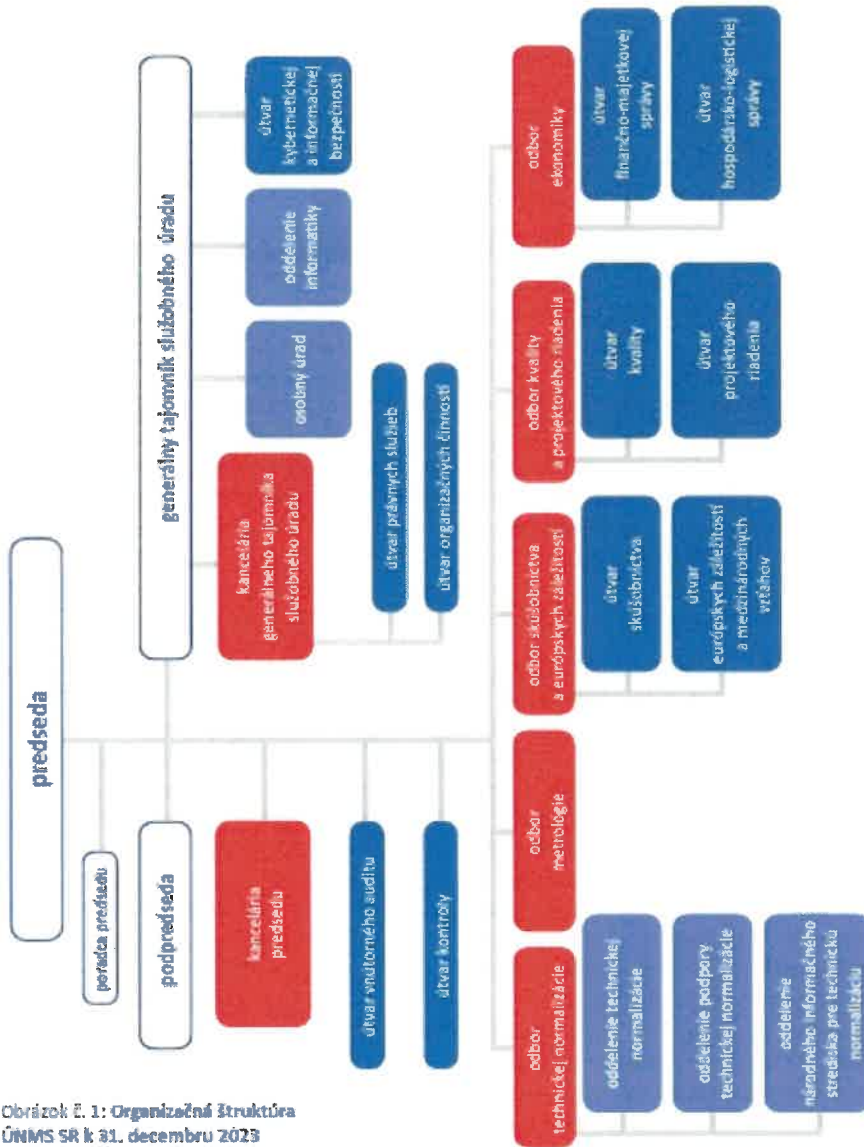 predseda
poradca predsedu
podpredseda
generálny tajomník služobného úradu
kancelária
predsedu
útvar vnútorného auditu
útvar kontroly
kancelária
generálneho tajomníka
služobného úradu
útvar právnych služieb
útvar organizačných činností
osobný úrad
oddelenie
informatiky
útvar
kybernetickej
a informačnej
bezpečnosti
odbor
technickej normalizácie
oddelenie technickej
normalizácie
oddelenie podpory
technickej normalizácie
oddelenie
národného informačného
strediska pre technickú
normalizáciu
odbor
metrológie
odbor skúšobníctva
a európskych záležitostí
útvar
skúšobníctva
útvar
európskych záležitostí
a medzinárodných
vzťahov
odbor kvality
a projektového riadenia
útvar
kvality
útvar
projektového
riadenia
odbor
ekonomiky
útvar
finančno-majetkovej
správy
útvar
hospodársko-logistickej
správy
Obrázok č. 1: Organizačná štruktúra
ÚNMS SR k 31. decembru 2023